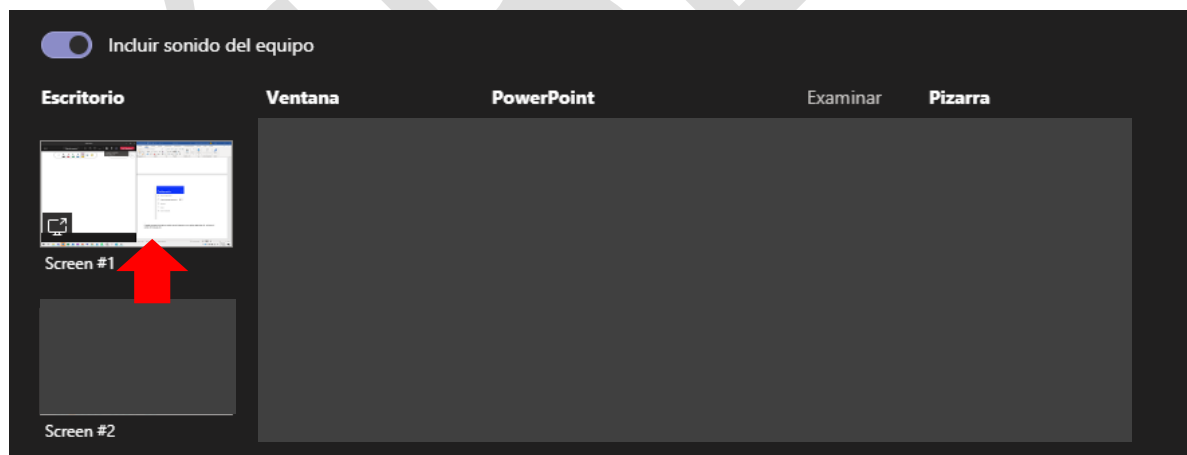 Incluir sonido del equipo
Escritorio Ventana PowerPoint Examinar Pizarra
Screen #1
Screen #2